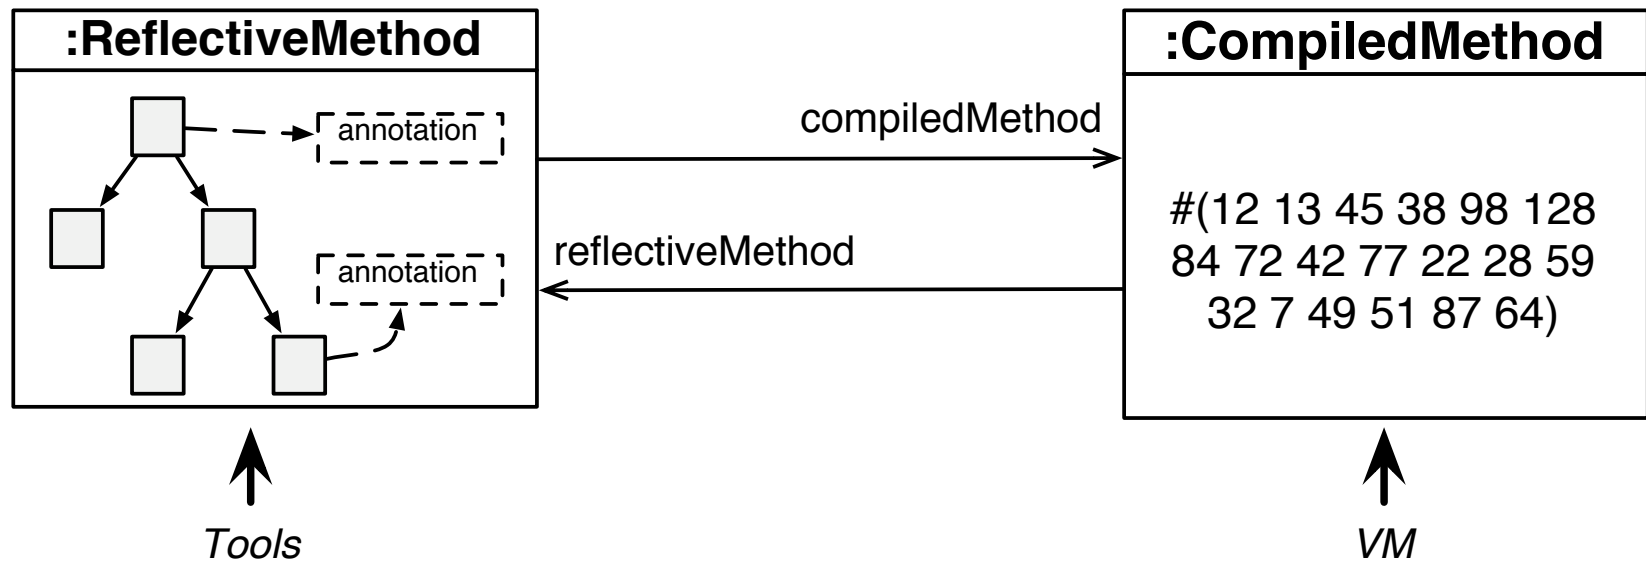 :ReflectiveMethod
annotation
annotation
Tools
compiledMethod
reflectiveMethod
:CompiledMethod
#(12 13 45 38 98 128
84 72 42 77 22 28 59
32 7 49 51 87 64)
VM